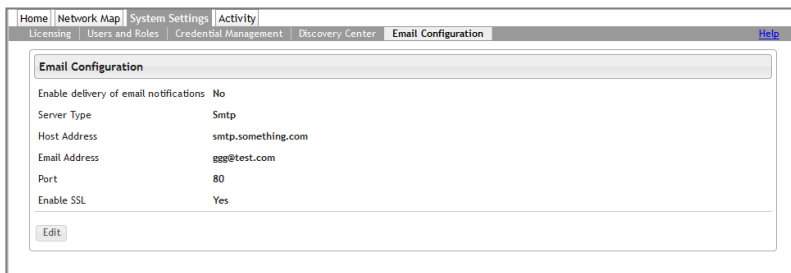 Home Network Map System Settings Activity
Licensing Users and Roles Credential Management Discovery Center Email Configuration Help
Email Configuration
Enable delivery of email notifications No
Server Type Smtp
Host Address smtp.something.com
Email Address ggg@test.com
Port 80
Enable SSL Yes
Edit